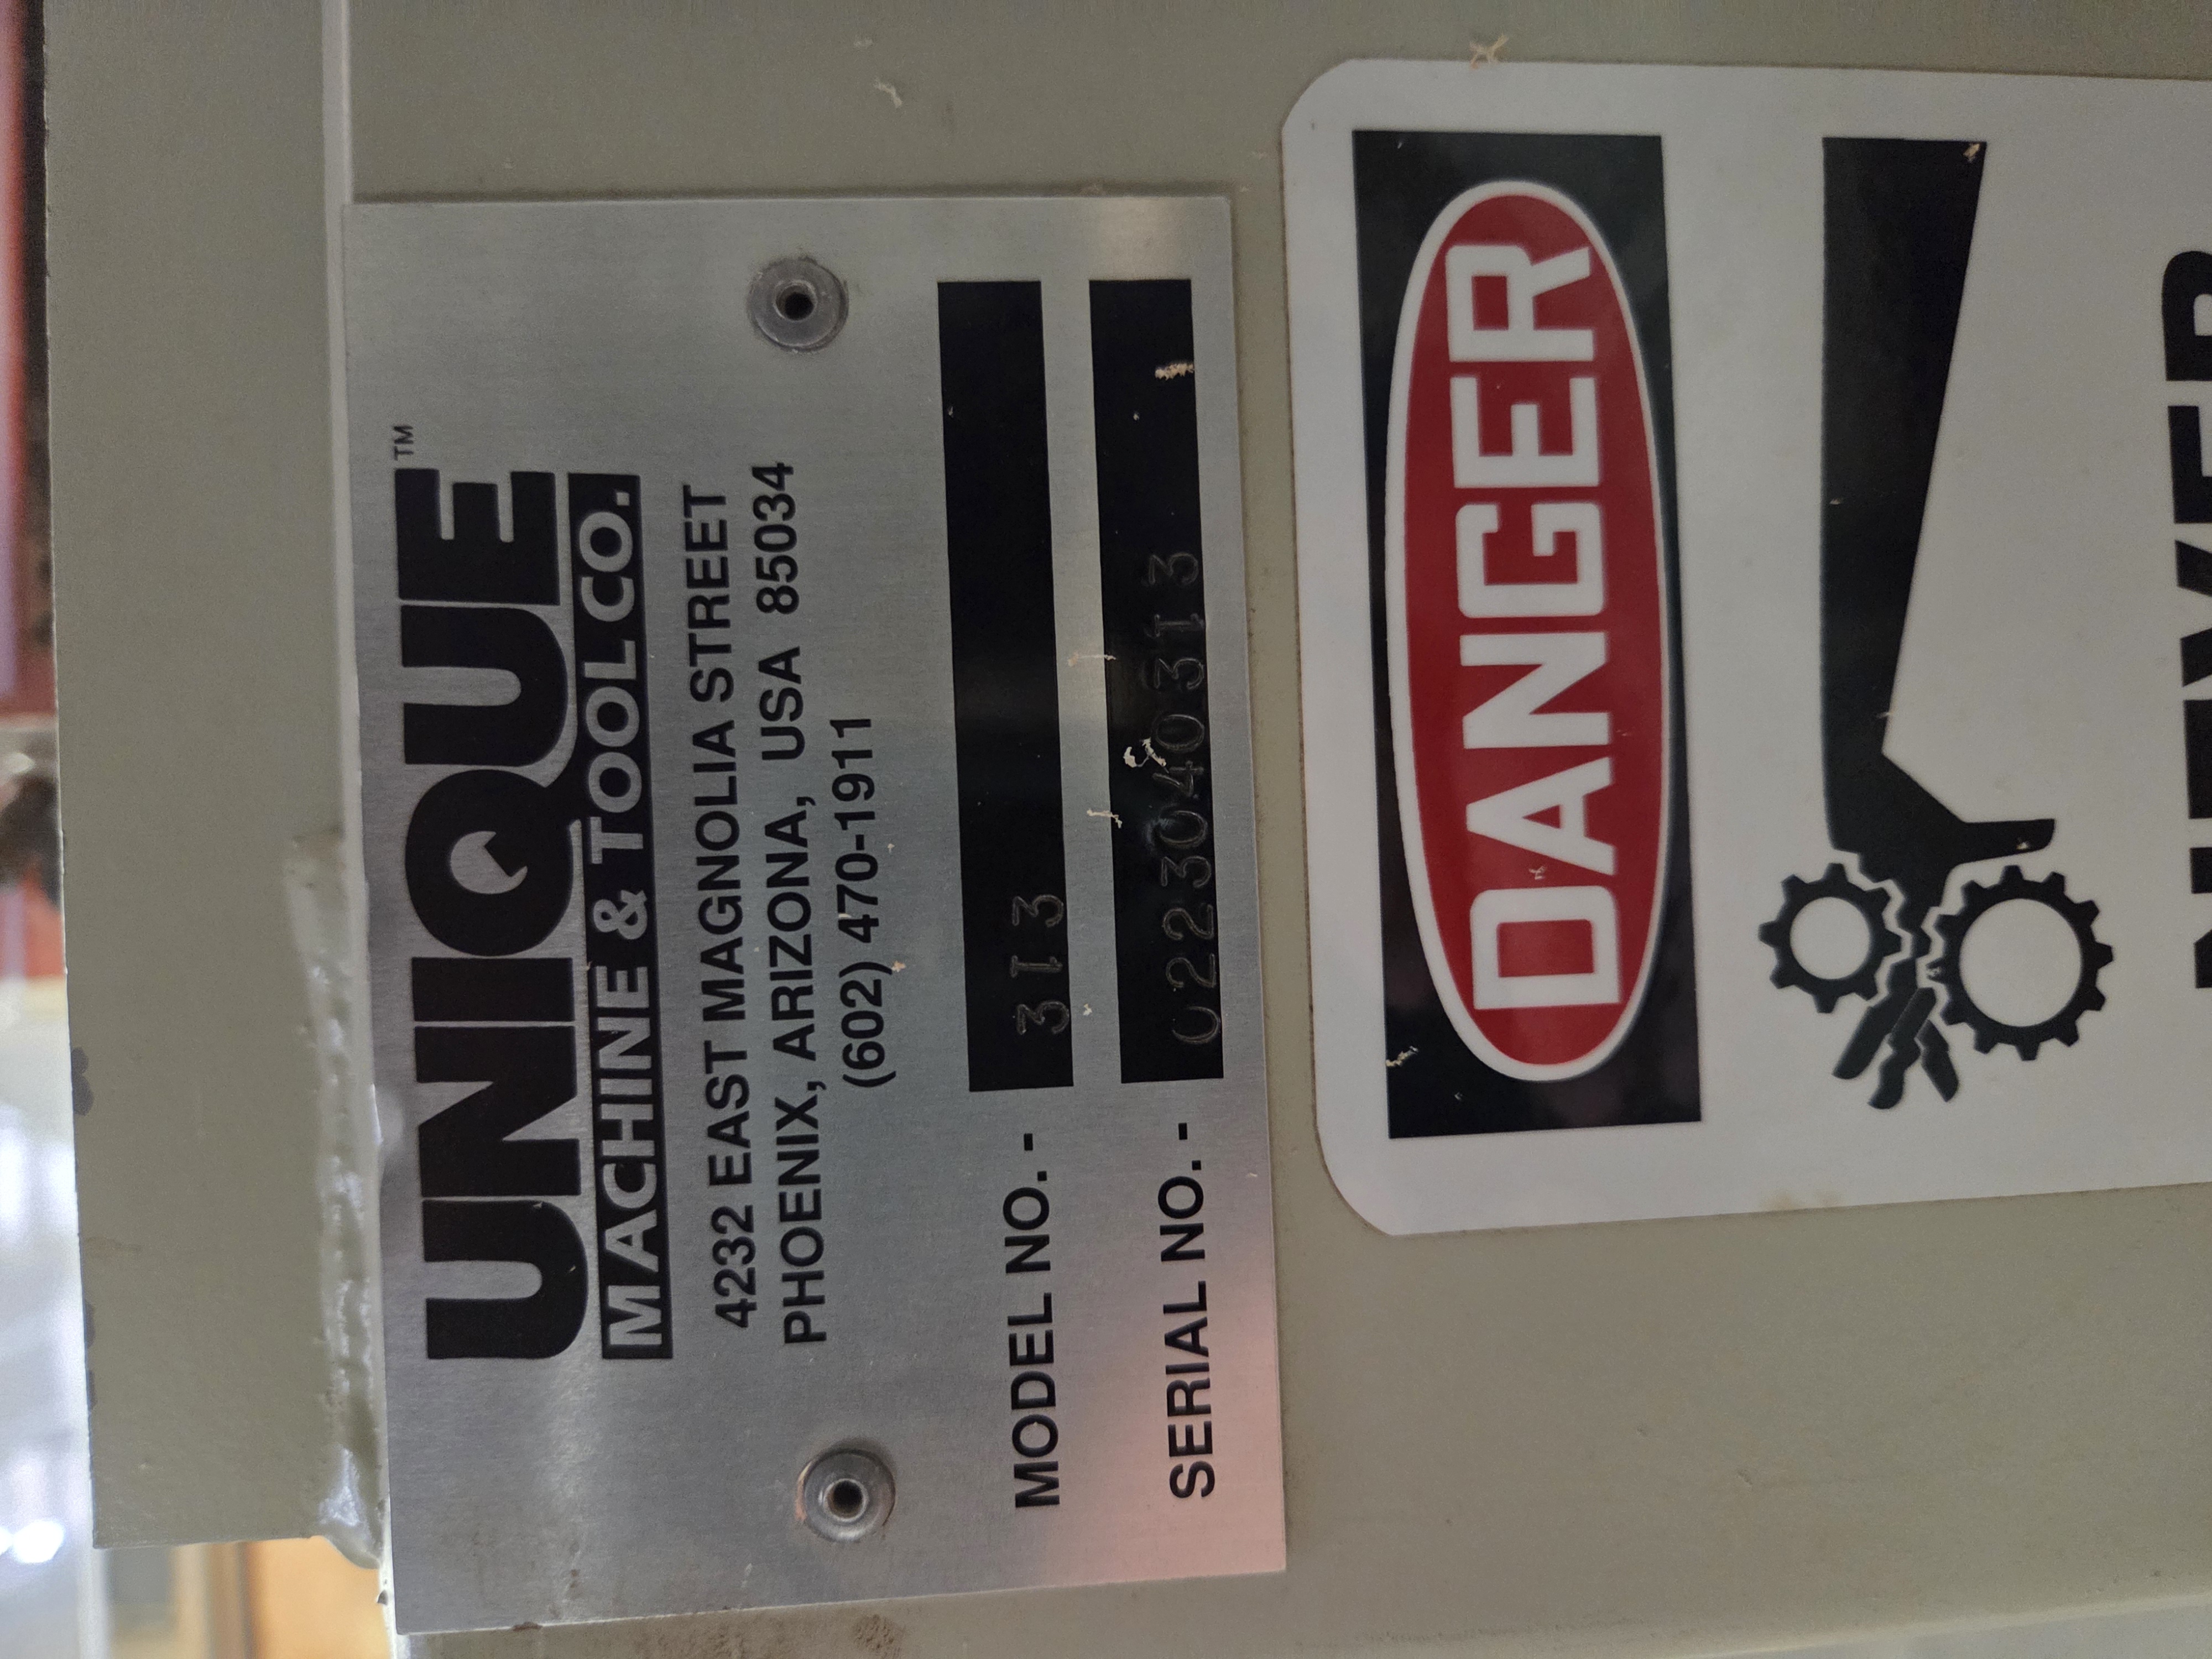 UNIQUE™
MACHINE & TOOL CO.
4232 EAST MAGNOLIA STREET
PHOENIX, ARIZONA, USA 85034
(602) 470-1911
MODEL NO. - 313
SERIAL NO. - 0223040313
DANGER
NEVER